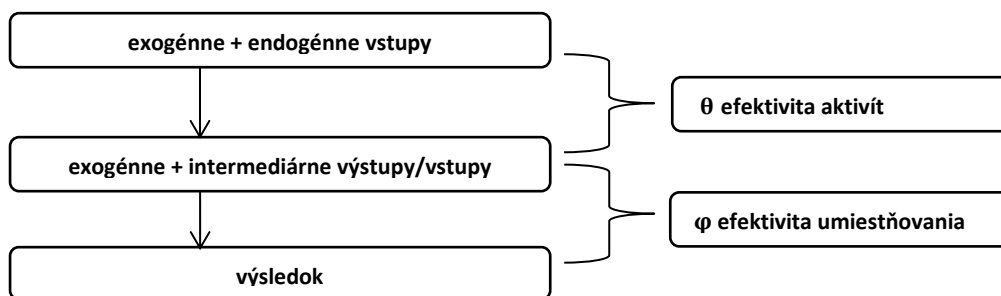 exogénne + endogénne vstupy
θ efektivita aktivít
exogénne + intermediárne výstupy/vstupy
φ efektivita umiestňovania
výsledok